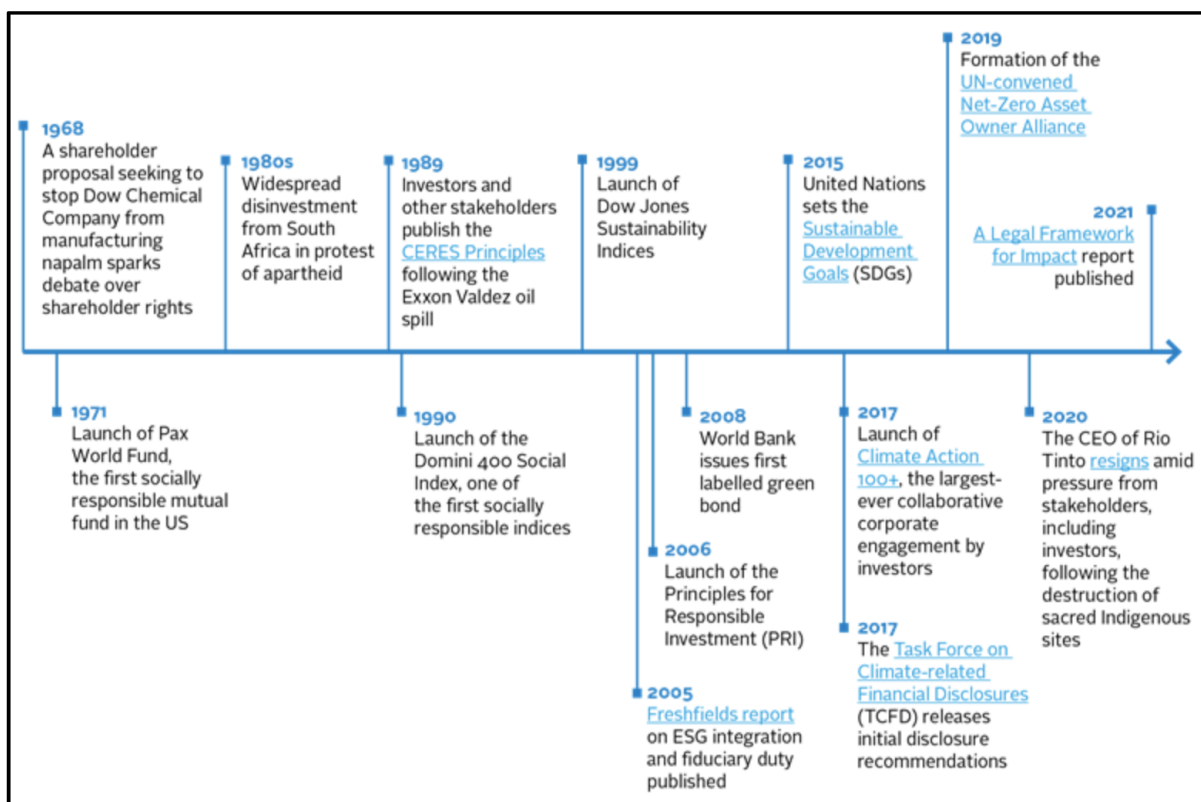 1968
A shareholder
proposal seeking to
stop Dow Chemical
Company from
manufacturing
napalm sparks
debate over
shareholder rights
1971
Launch of Pax
World Fund,
the first socially
responsible mutual
fund in the US
1980s
Widespread
disinvestment
from South
Africa in protest
of apartheid
1989
Investors and
other stakeholders
publish the
CERES Principles
following the
Exxon Valdez oil
spill
1990
Launch of the
Domini 400 Social
Index, one of
the first socially
responsible indices
1999
Launch of
Dow Jones
Sustainability
Indices
2005
Freshfields report
on ESG integration
and fiduciary duty
published
2006
Launch of the
Principles for
Responsible
Investment (PRI)
2008
World Bank
issues first
labelled green
bond
2015
United Nations
sets the
Sustainable
Development
Goals (SDGs)
2017
Launch of
Climate Action
100+, the largest-
ever collaborative
corporate
engagement by
investors
2017
The Task Force on
Climate-related
Financial Disclosures
(TCFD) releases
initial disclosure
recommendations
2019
Formation of the
UN-convened
Net-Zero Asset
Owner Alliance
2020
The CEO of Rio
Tinto resigns amid
pressure from
stakeholders,
including
investors,
following the
destruction of
sacred Indigenous
sites
2021
A Legal Framework
for Impact report
published